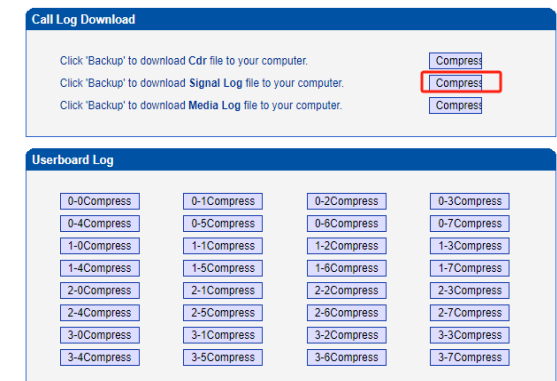 Call Log Download
Click 'Backup' to download Cdr file to your computer. Compress
Click 'Backup' to download Signal Log file to your computer. Compress
Click 'Backup' to download Media Log file to your computer. Compress
Userboard Log
0-0Compress 0-1Compress 0-2Compress 0-3Compress
0-4Compress 0-5Compress 0-6Compress 0-7Compress
1-0Compress 1-1Compress 1-2Compress 1-3Compress
1-4Compress 1-5Compress 1-6Compress 1-7Compress
2-0Compress 2-1Compress 2-2Compress 2-3Compress
2-4Compress 2-5Compress 2-6Compress 2-7Compress
3-0Compress 3-1Compress 3-2Compress 3-3Compress
3-4Compress 3-5Compress 3-6Compress 3-7Compress